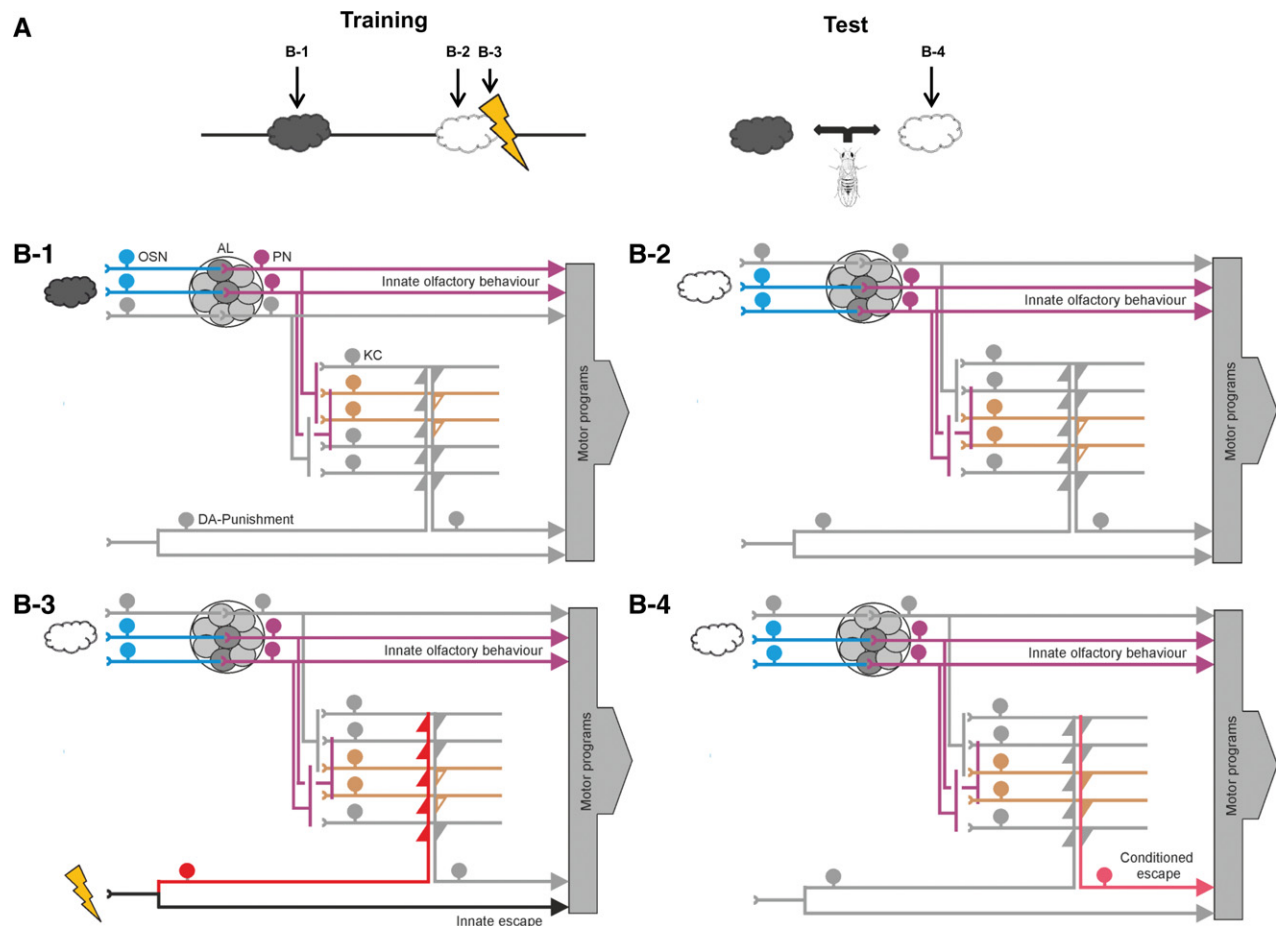 A
Training
Test
B-1
B-2
B-3
B-4
B-1
OSN
AL
PN
Innate olfactory behaviour
KC
DA-Punishment
Motor programs
B-2
Innate olfactory behaviour
Motor programs
B-3
Innate olfactory behaviour
Innate escape
Motor programs
B-4
Innate olfactory behaviour
Conditioned
escape
Motor programs